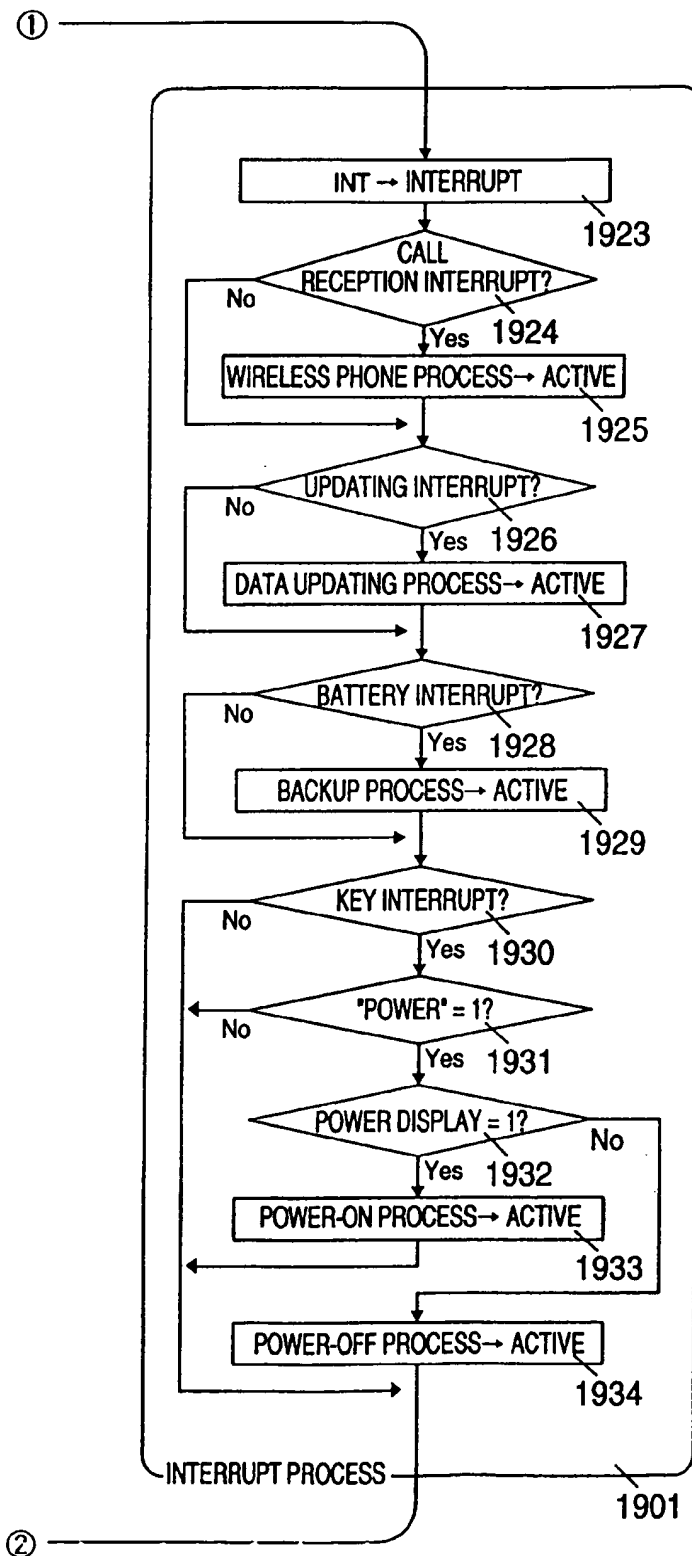 ①
INT → INTERRUPT
1923
CALL
RECEPTION INTERRUPT?
No
1924
Yes
WIRELESS PHONE PROCESS → ACTIVE
1925
UPDATING INTERRUPT?
No
1926
Yes
DATA UPDATING PROCESS → ACTIVE
1927
BATTERY INTERRUPT?
No
1928
Yes
BACKUP PROCESS → ACTIVE
1929
KEY INTERRUPT?
No
1930
Yes
"POWER" = 1?
No
1931
Yes
POWER DISPLAY = 1?
No
1932
Yes
POWER-ON PROCESS → ACTIVE
1933
POWER-OFF PROCESS → ACTIVE
1934
INTERRUPT PROCESS
1901
②